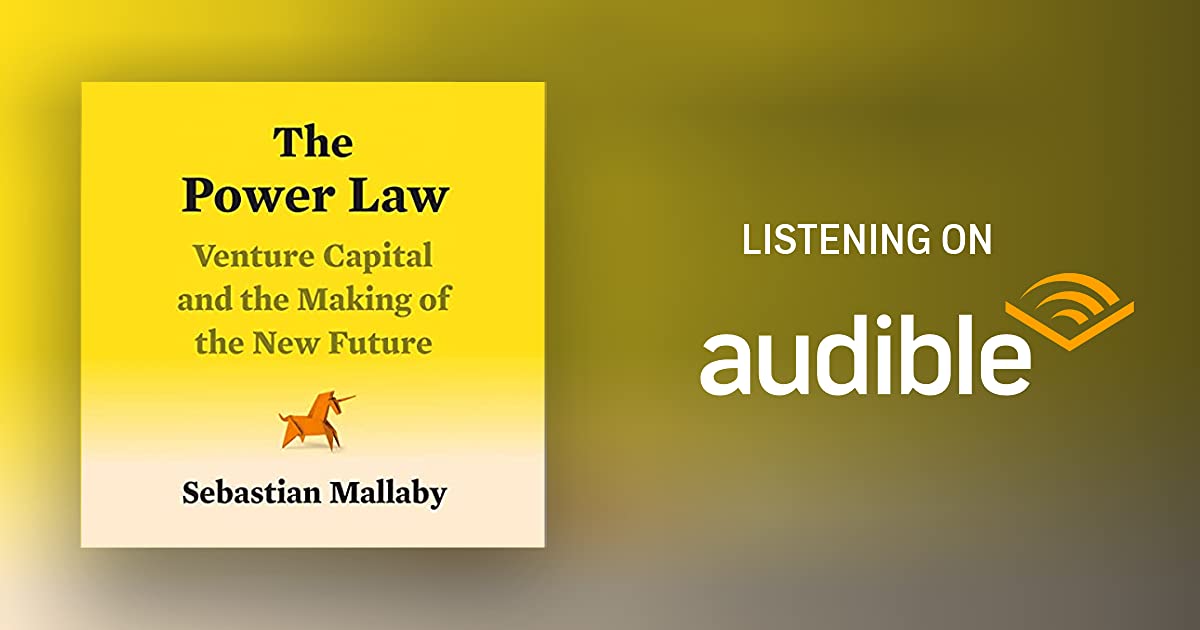 The
Power Law
Venture Capital
and the Making of
the New Future
Sebastian Mallaby
LISTENING ON
audible